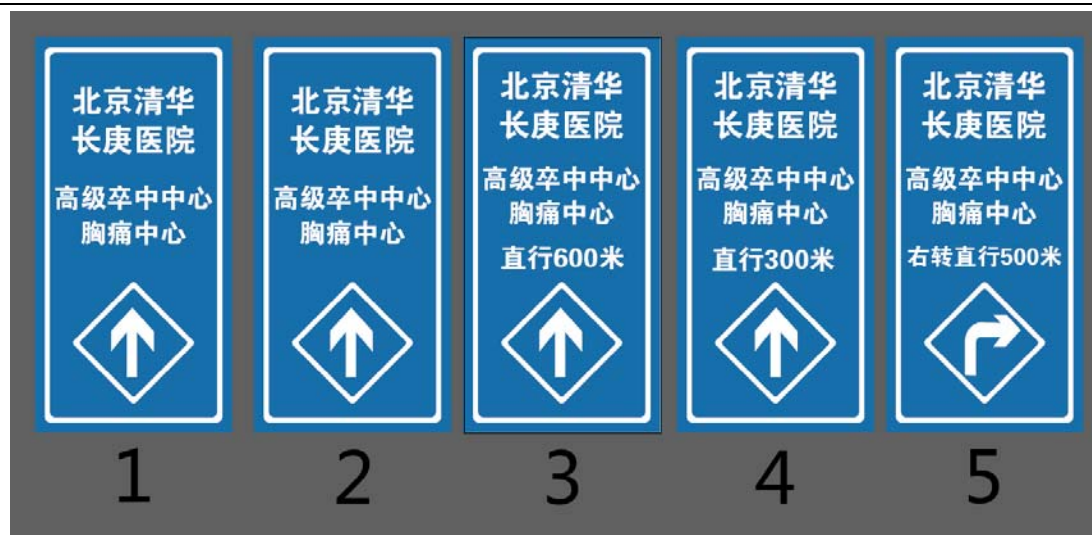 北京清华
长庚医院
高级卒中中心
胸痛中心
1
北京清华
长庚医院
高级卒中中心
胸痛中心
2
北京清华
长庚医院
高级卒中中心
胸痛中心
直行600米
3
北京清华
长庚医院
高级卒中中心
胸痛中心
直行300米
4
北京清华
长庚医院
高级卒中中心
胸痛中心
右转直行500米
5